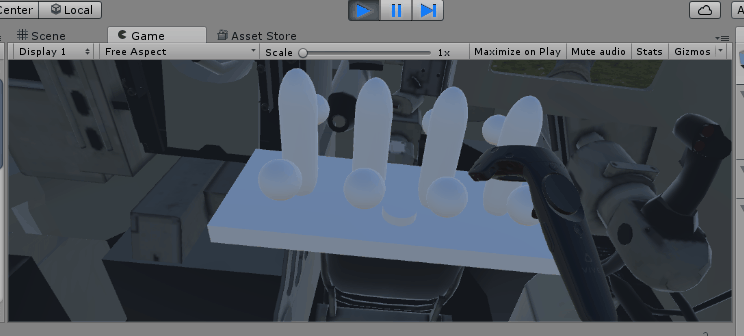 Center Local
Scene Game Asset Store
Display 1 Free Aspect Scale 1x Maximize on Play Mute audio Stats Gizmos